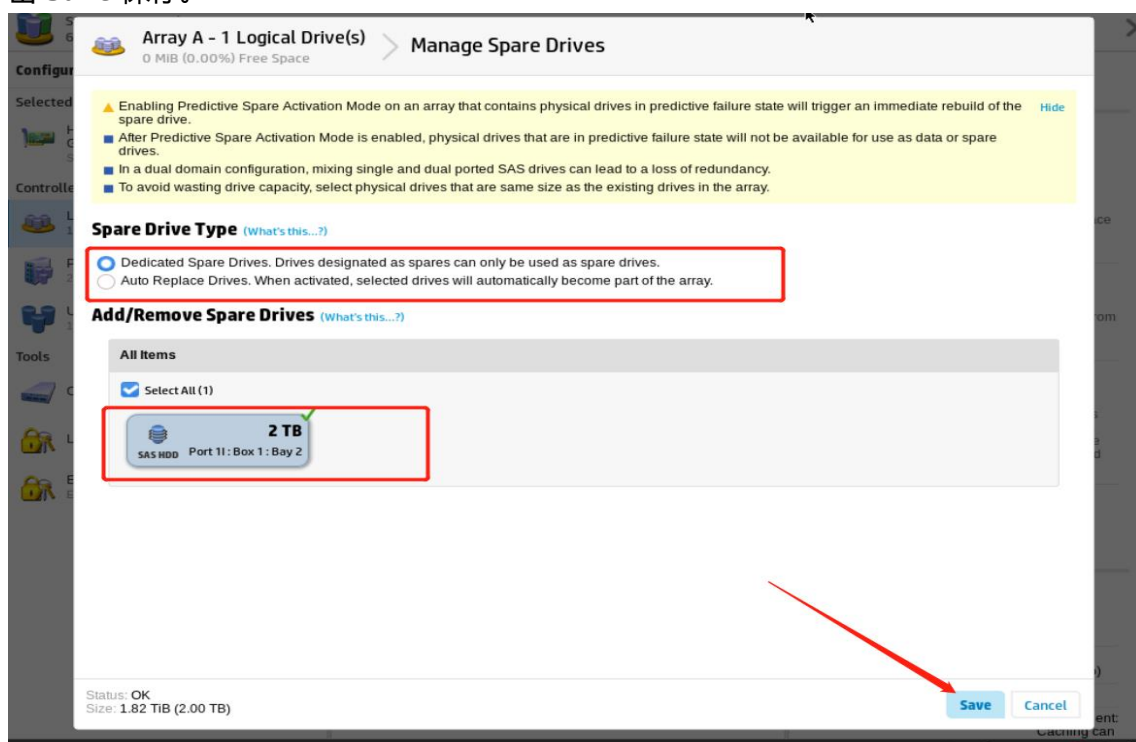 Array A - 1 Logical Drive(s)
0 MiB (0.00%) Free Space
Manage Spare Drives
Configur
Selected
Controlle
Tools
Enabling Predictive Spare Activation Mode on an array that contains physical drives in predictive failure state will trigger an immediate rebuild of the
spare drive.
Hide
After Predictive Spare Activation Mode is enabled, physical drives that are in predictive failure state will not be available for use as data or spare
drives.
In a dual domain configuration, mixing single and dual ported SAS drives can lead to a loss of redundancy.
To avoid wasting drive capacity, select physical drives that are same size as the existing drives in the array.
Spare Drive Type (What's this...?)
Dedicated Spare Drives. Drives designated as spares can only be used as spare drives.
Auto Replace Drives. When activated, selected drives will automatically become part of the array.
Add/Remove Spare Drives (What's this...?)
All Items
Select All (1)
2 TB
SAS HDD Port 1I : Box 1 : Bay 2
Status: OK
Size: 1.82 TiB (2.00 TB)
Save
Cancel
ent:
Caching can